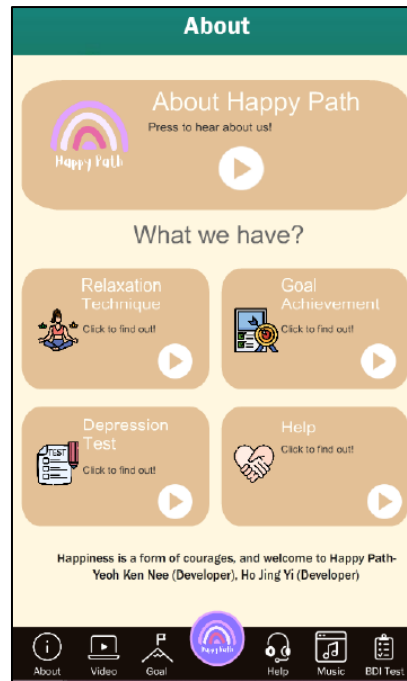 About
About Happy Path
Press to hear about us!
Happy Path
What we have?
Relaxation
Technique
Click to find out!
Goal
Achievement
Click to find out!
Depression
Test
TEST
Click to find out!
Help
Click to find out!
Happiness is a form of courages, and welcome to Happy Path-
Yeoh Ken Nee (Developer), Ho Jing Yi (Developer)
HappyPath
About Video Goal Help Music BDI Test